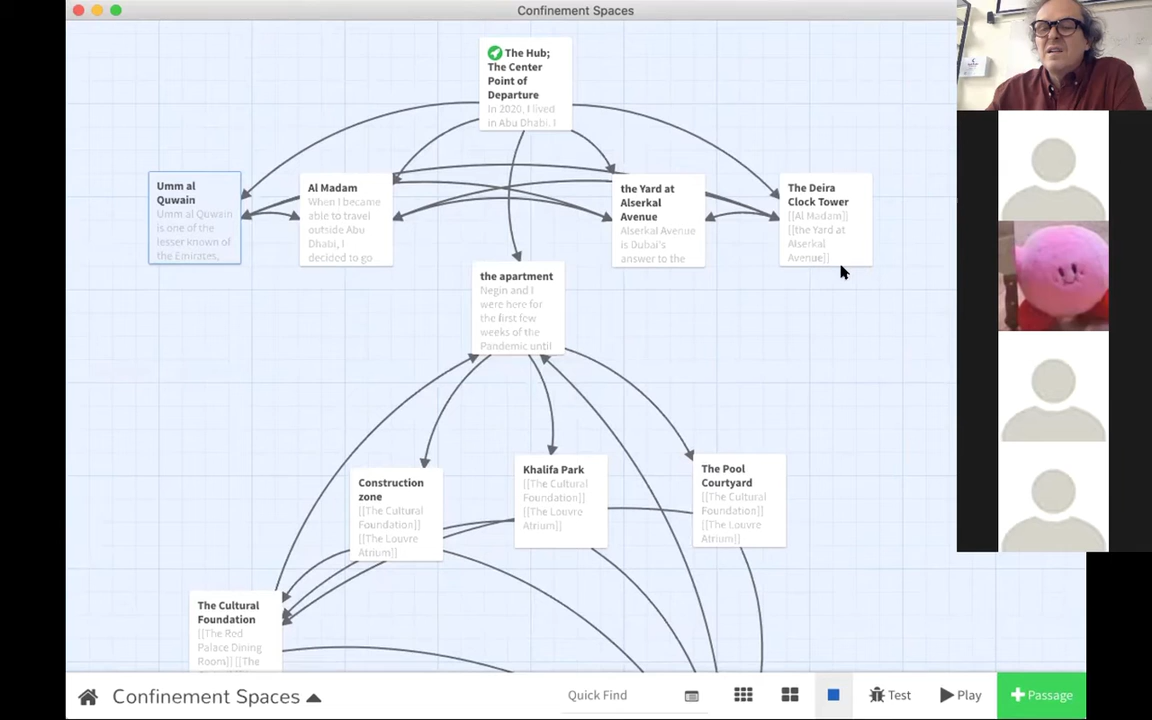 Confinement Spaces
The Hub;
The Center
Point of
Departure
In 2020, I lived
in Abu Dhabi. I
Umm al
Quwain
Umm al Quwain
is one of the
lesser known of
the Emirates,
Al Madam
When I became
able to travel
outside Abu
Dhabi, I
decided to go
the Yard at
Alserkal
Avenue
Alserkal Avenue
is Dubai's
answer to the
The Deira
Clock Tower
[[Al Madam]]
[[the Yard at
Alserkal
Avenue]]
the apartment
Negin and I
were here for
the first few
weeks of the
Pandemic until
Construction
zone
[[The Cultural
Foundation]]
[[The Louvre
Atrium]]
Khalifa Park
[[The Cultural
Foundation]]
[[The Louvre
Atrium]]
The Pool
Courtyard
[[The Cultural
Foundation]]
[[The Louvre
Atrium]]
The Cultural
Foundation
[[The Red
Palace Dining
Room]] [[The
Confinement Spaces
Quick Find
Test
Play
+Passage